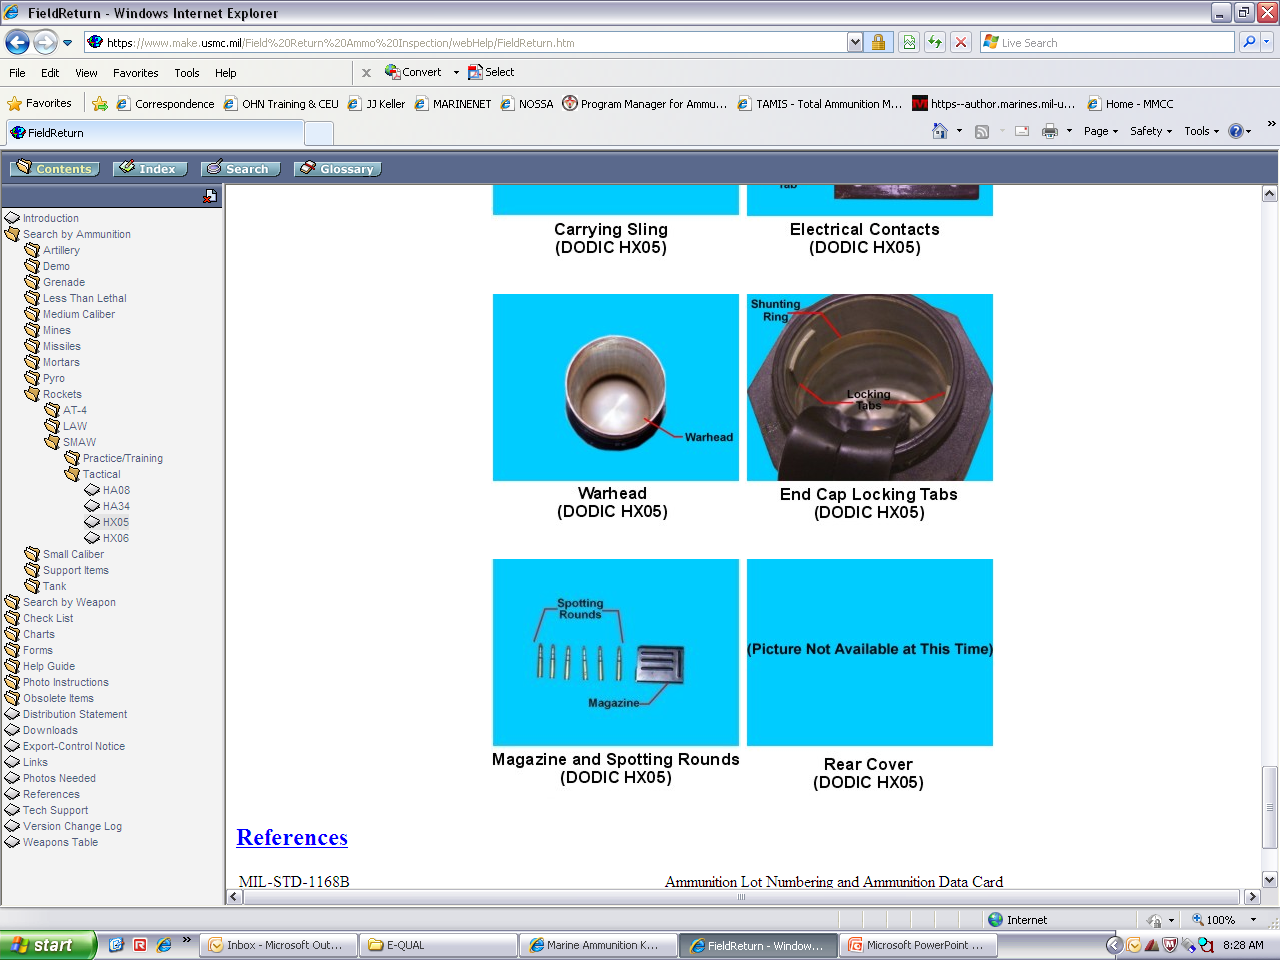 FieldReturn - Windows Internet Explorer
https://www.make.usmc.mil/Field%20Return%20Ammo%20Inspection/webHelp/FieldReturn.htm
Live Search
File Edit View Favorites Tools Help
x Convert Select
Favorites
Correspondence
OHN Training & CEU
JJ Keller
MARINENET
NOSSA
Program Manager for Ammu...
TAMIS - Total Ammunition M...
https--author.marines.mil-u...
Home - MMCC
FieldReturn
Page Safety Tools
Contents Index Search Glossary
Introduction
Search by Ammunition
Artillery
Demo
Grenade
Less Than Lethal
Medium Caliber
Mines
Missiles
Mortars
Pyro
Rockets
AT-4
LAW
SMAW
Practice/Training
Tactical
HA08
HA34
HX05
HX06
Small Caliber
Support Items
Tank
Search by Weapon
Check List
Charts
Forms
Help Guide
Photo Instructions
Obsolete Items
Distribution Statement
Downloads
Export-Control Notice
Links
Photos Needed
References
Tech Support
Version Change Log
Weapons Table
Tab
Carrying Sling
(DODIC HX05)
Electrical Contacts
(DODIC HX05)
Warhead
Warhead
(DODIC HX05)
Shunting
Ring
Locking
Tabs
End Cap Locking Tabs
(DODIC HX05)
Spotting
Rounds
Magazine
Magazine and Spotting Rounds
(DODIC HX05)
(Picture Not Available at This Time)
Rear Cover
(DODIC HX05)
References
MIL-STD-1168B Ammunition Lot Numbering and Ammunition Data Card
Internet
100%
start
Inbox - Microsoft Out...
E-QUAL
Marine Ammunition K...
FieldReturn - Window...
Microsoft PowerPoint ...
8:28 AM